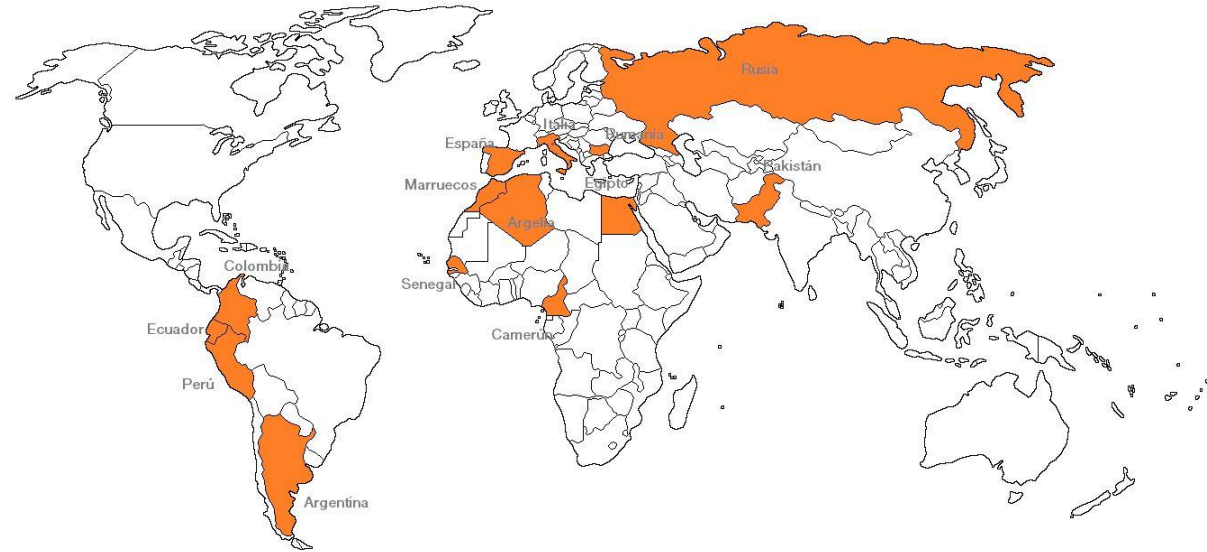 Rusia
Italia
Rumania
España
Pakistán
Marruecos
Egipto
Argelia
Colombia
Senegal
Ecuador
Camerún
Perú
Argentina